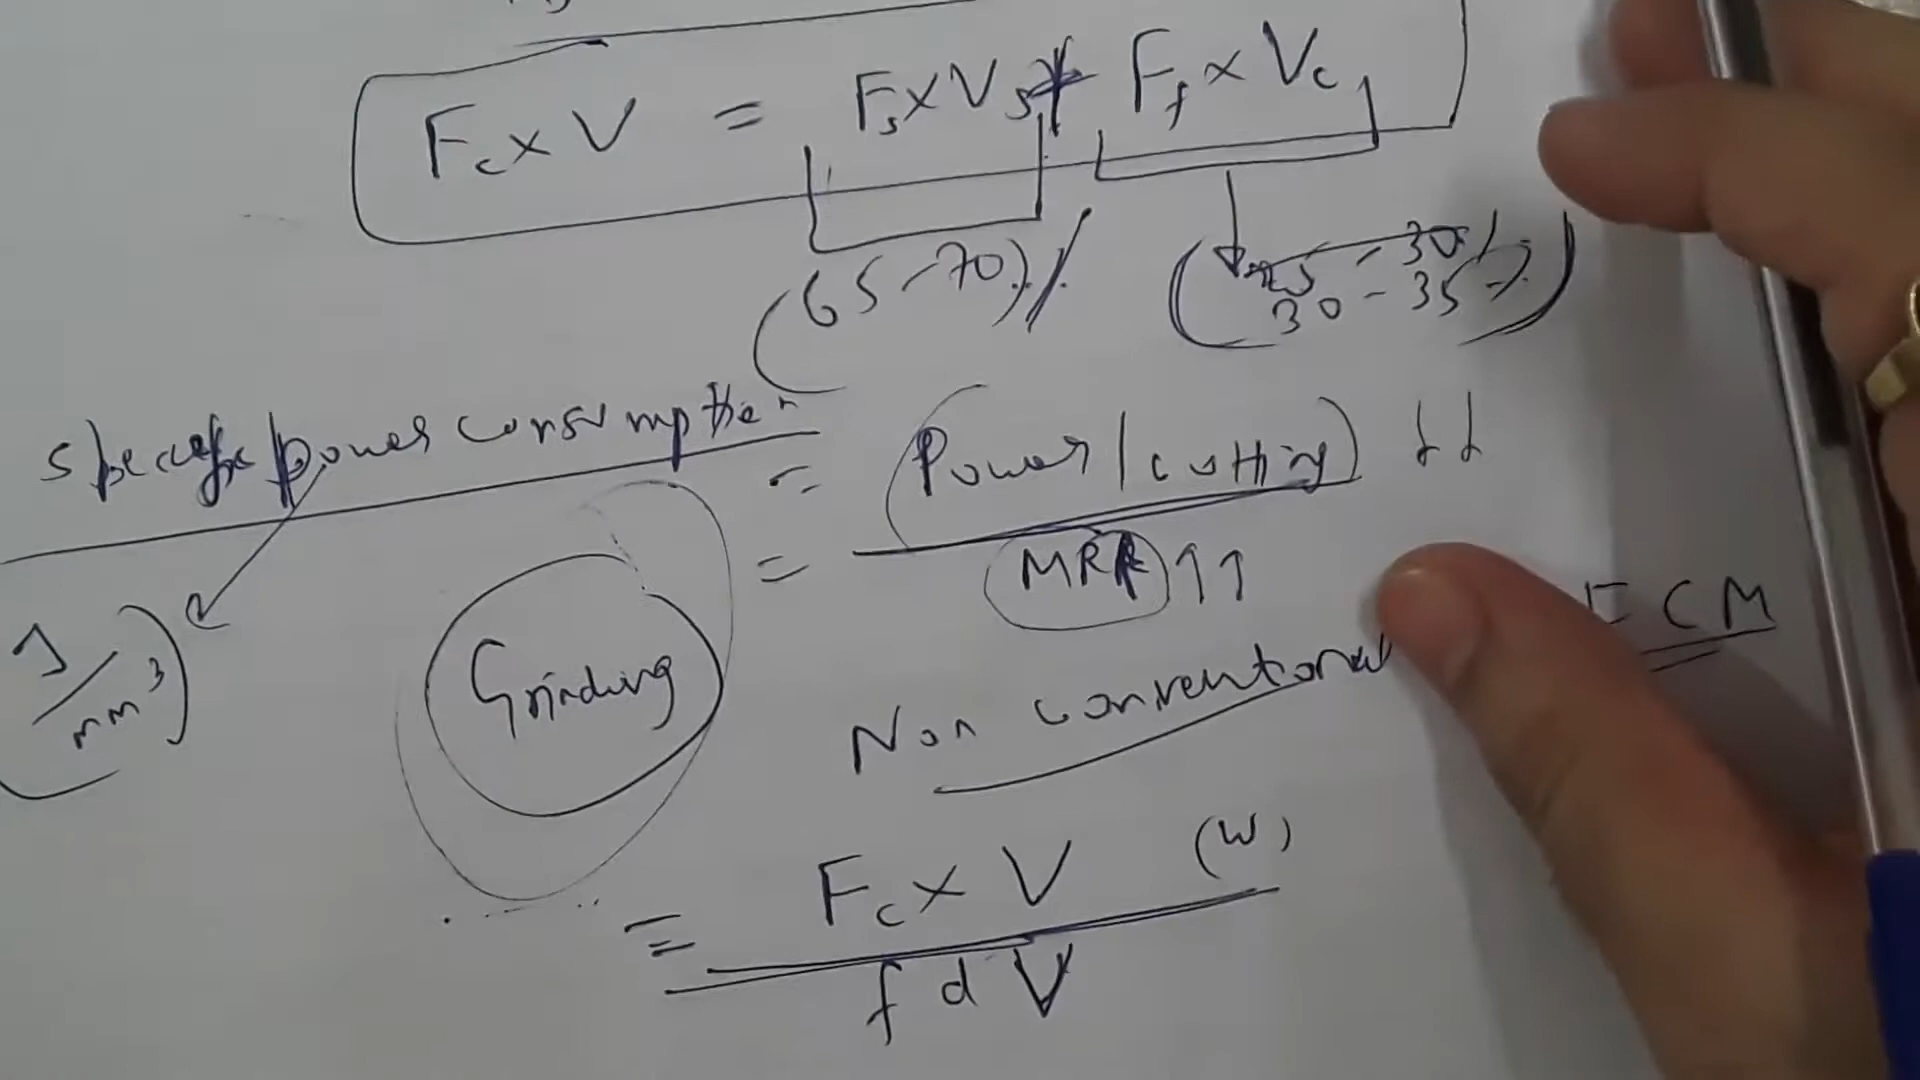 Fc × V = Fs × Vs + Ff × Vc
(65-70)% (30-35%)
specific power consumption = Power/(cutting) ↓↓
= MRR ↑↑
J/mm³
Grinding
Non conventional ECM
= Fc × V (W)
f d V